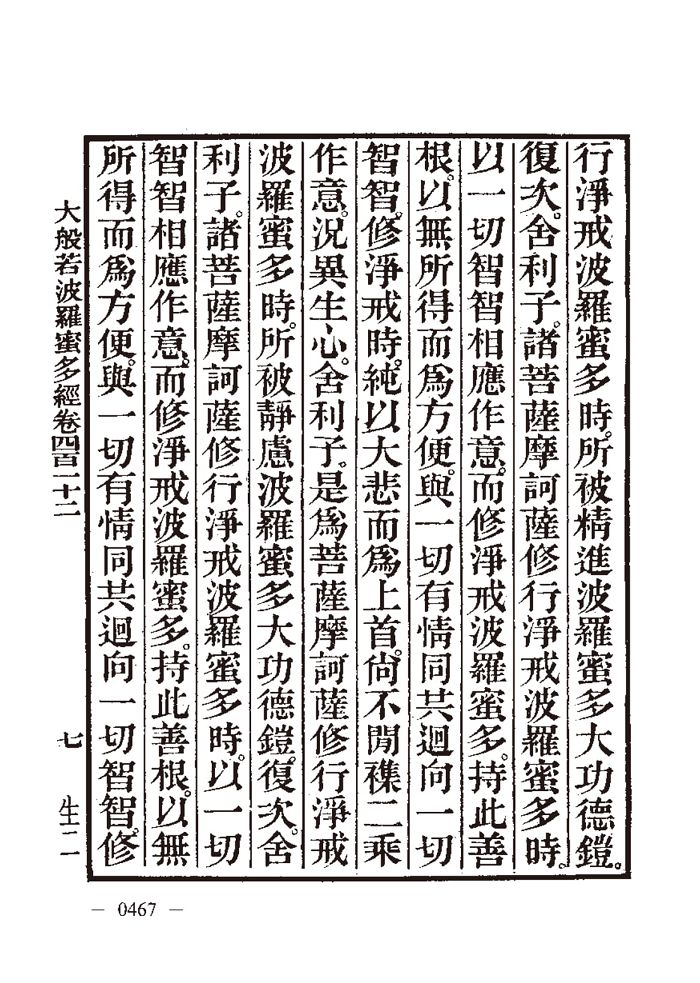 行淨戒波羅蜜多時。所被精進波羅蜜多大功德鎧。
復次。舍利子。諸菩薩摩訶薩修行淨戒波羅蜜多時。
以一切智智相應作意。而修淨戒波羅蜜多。持此善
根。以無所得而爲方便。與一切有情同共迴向一切
智智。修淨戒時。純以大悲而爲上首。尙不閒襍二乘
作意。況異生心。舍利子。是爲菩薩摩訶薩修行淨戒
波羅蜜多時。所被靜慮波羅蜜多大功德鎧。復次。舍
利子。諸菩薩摩訶薩修行淨戒波羅蜜多時。以一切
智智相應作意。而修淨戒波羅蜜多。持此善根。以無
所得而爲方便。與一切有情同共迴向一切智智。修
大般若波羅蜜多經卷四百一十二 七 生二
— 0467 —